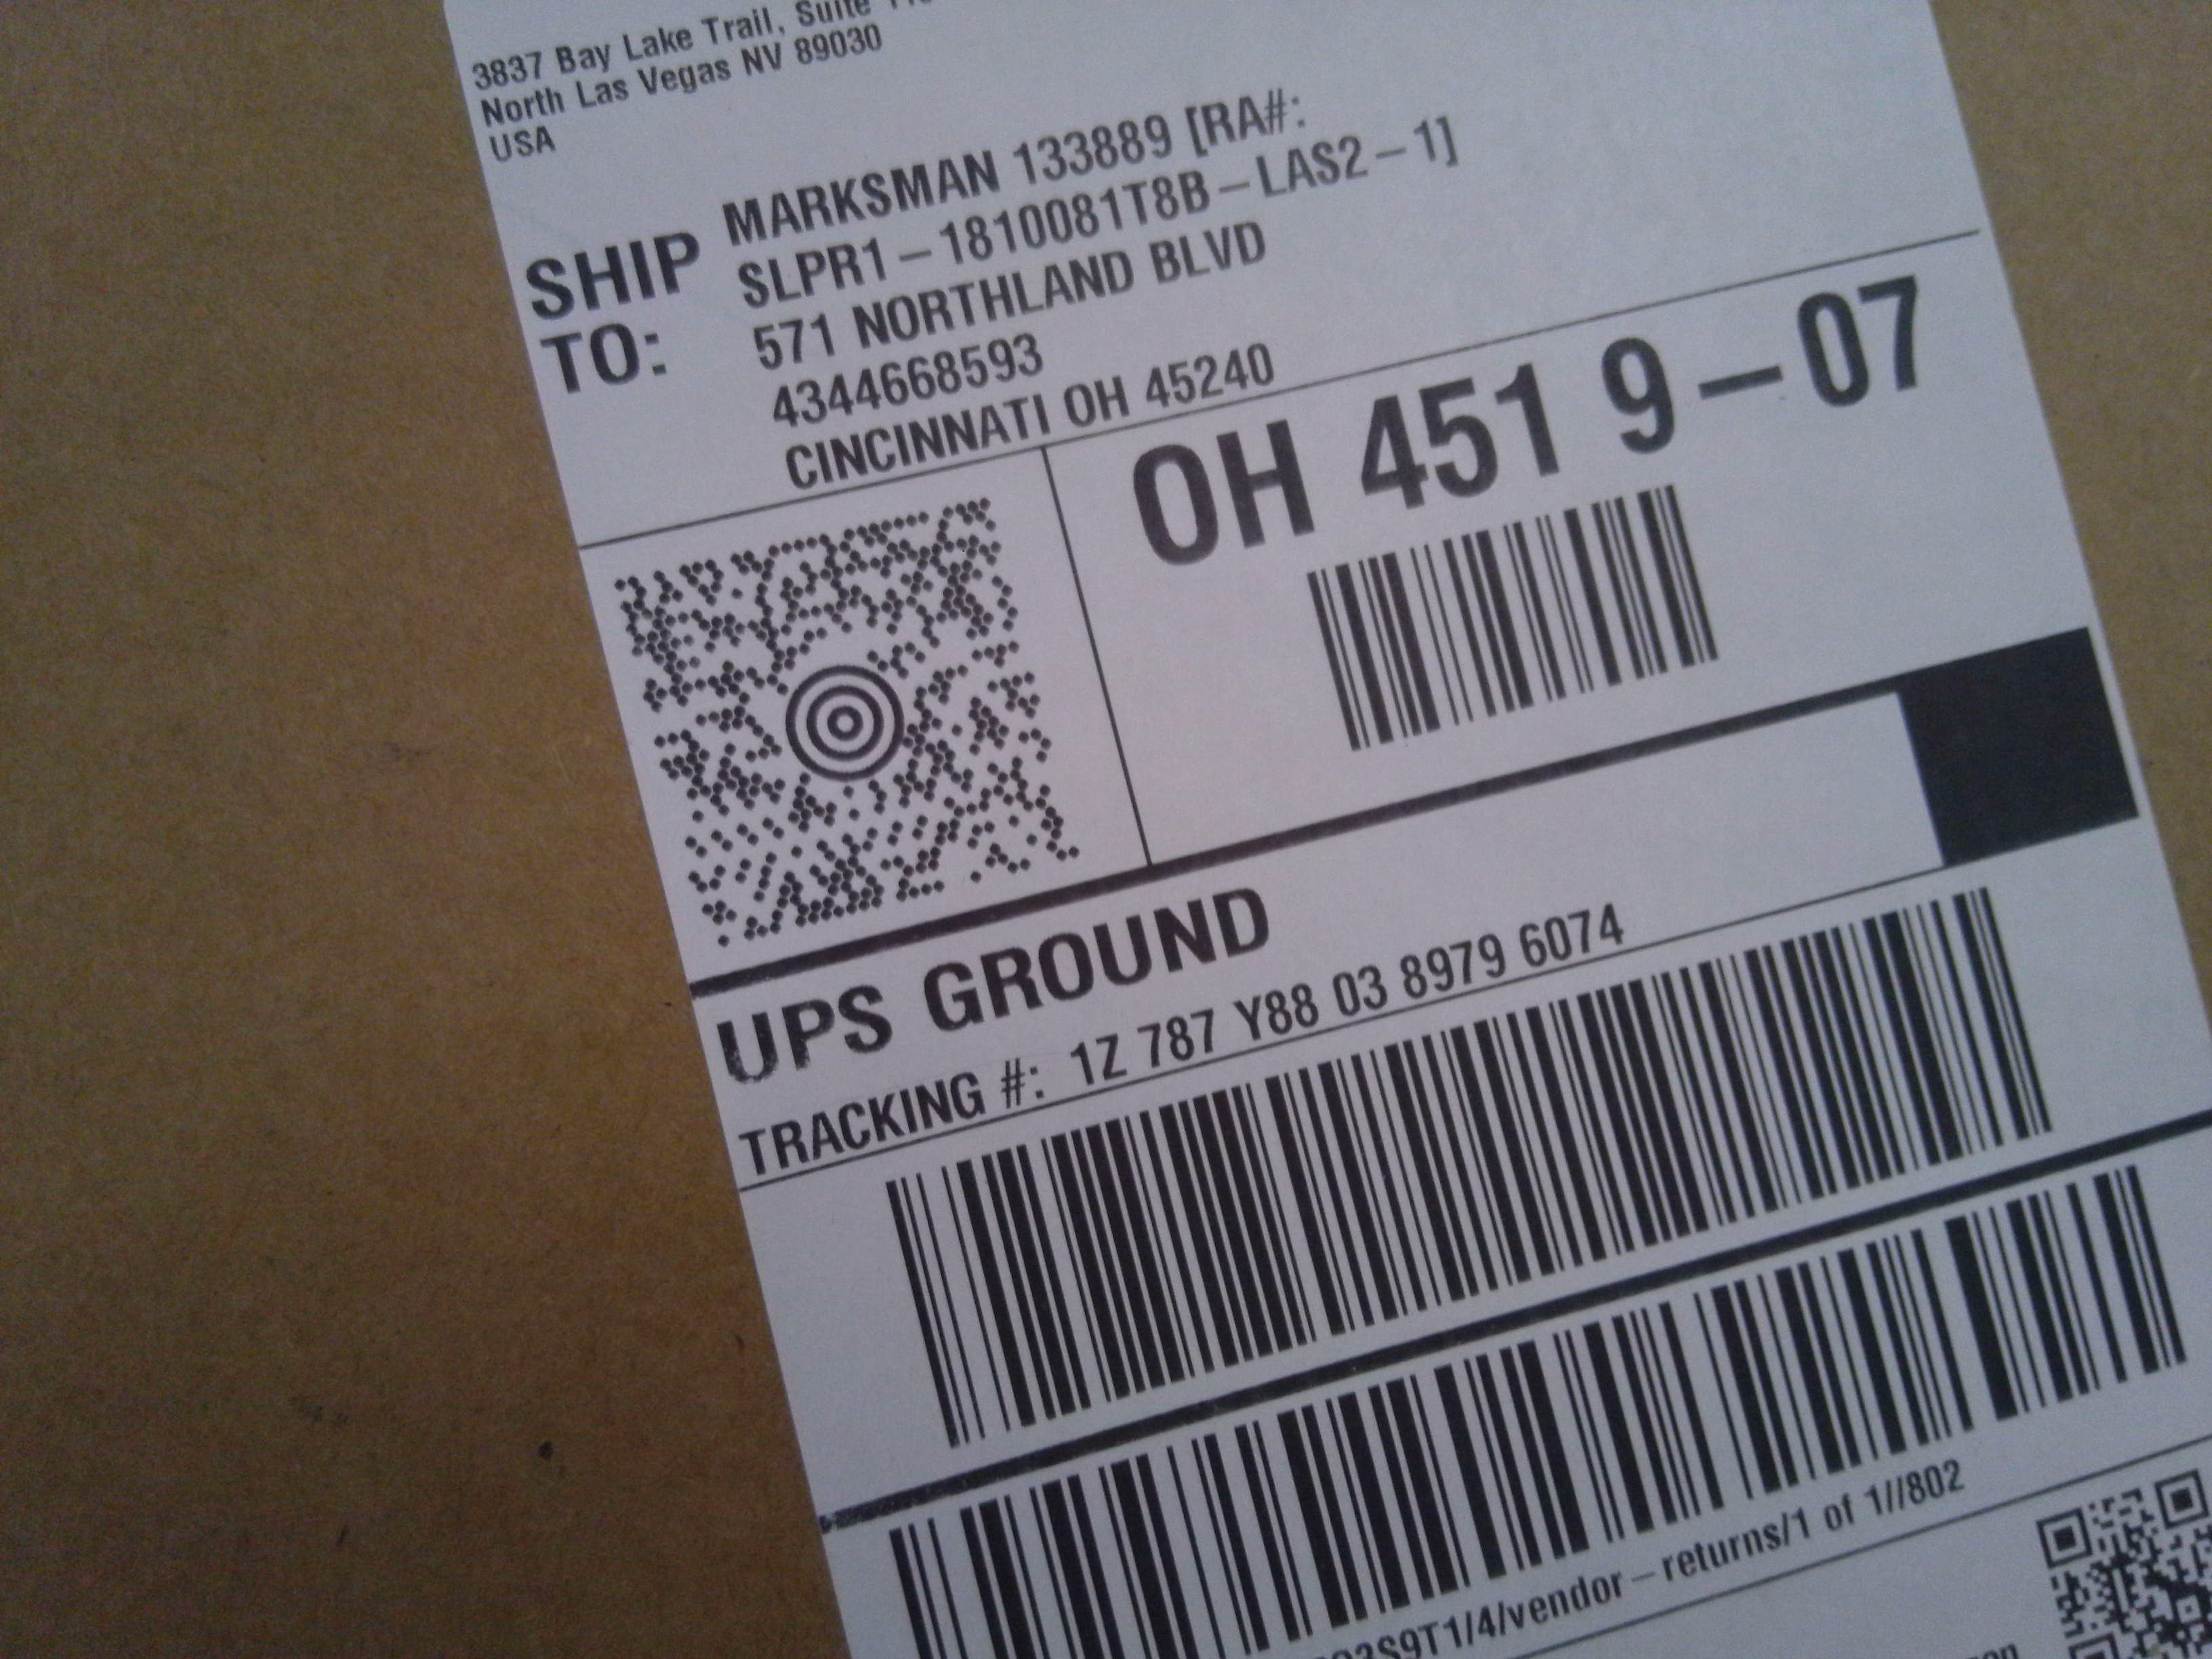 3837 Bay Lake Trail, Suite
North Las Vegas NV 89030
USA
SHIP TO:
MARKSMAN 133889 [RA#:
SLPR1-1810081T8B-LAS2-1]
571 NORTHLAND BLVD
4344668593
CINCINNATI OH 45240
OH 451 9-07
UPS GROUND
TRACKING #: 1Z 787 Y88 03 8979 6074
3S9T1/4/vendor-returns/1 of 1//802